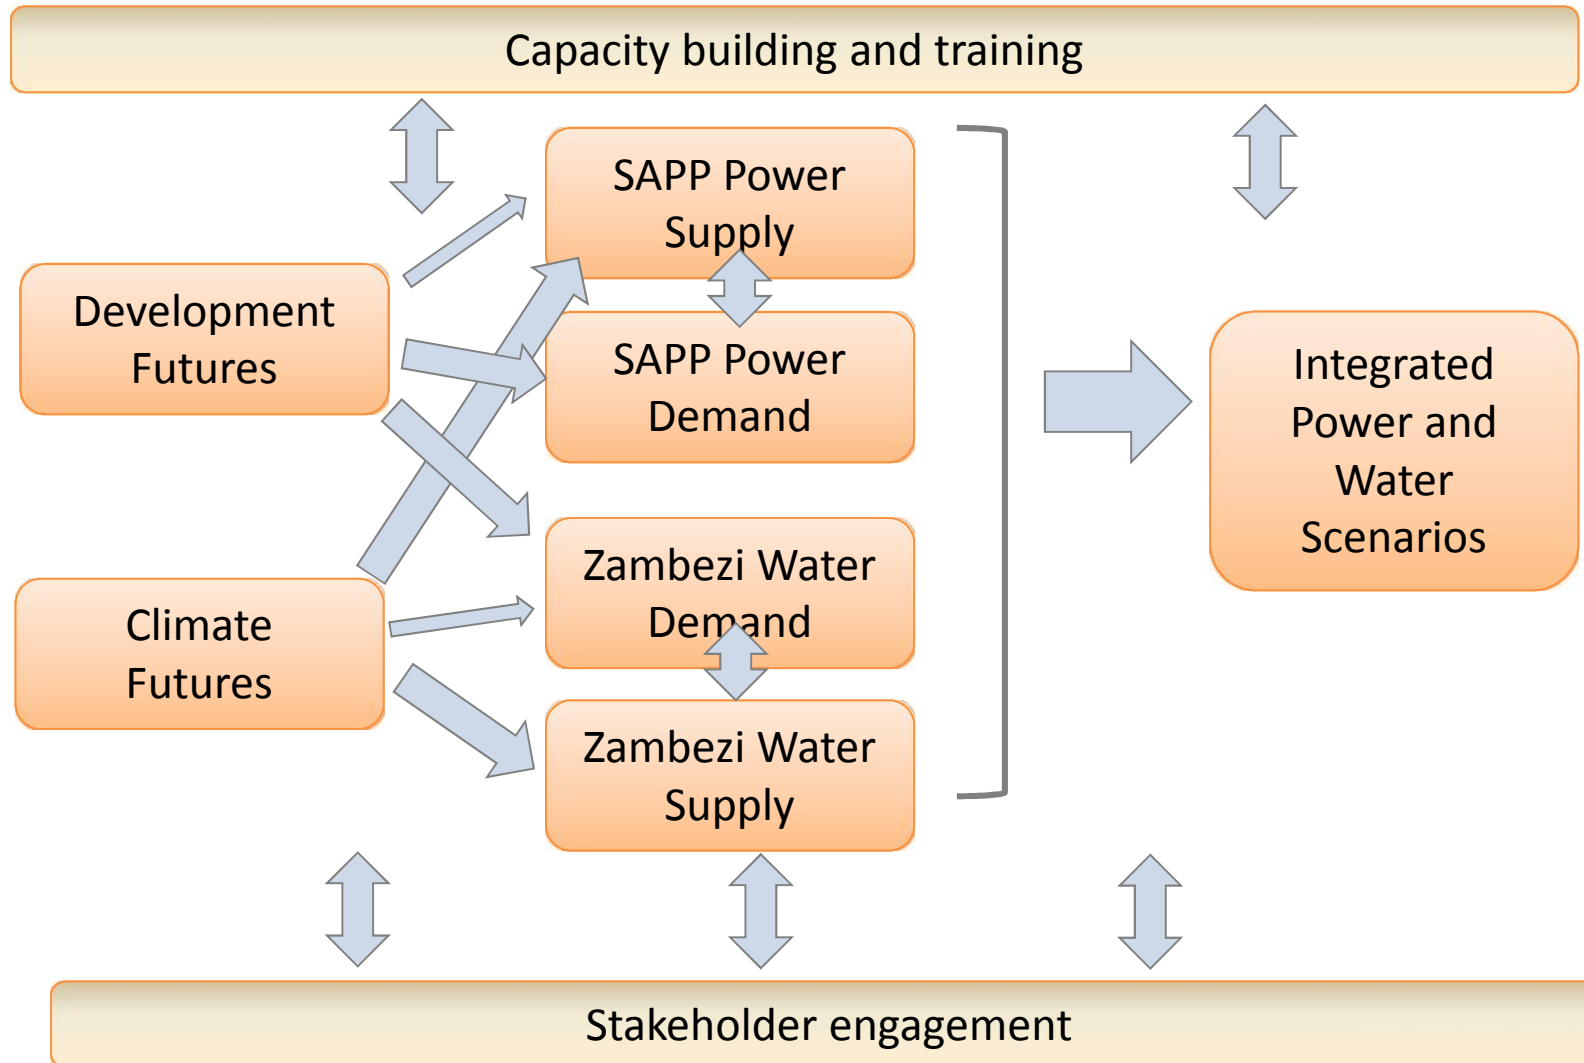 Capacity building and training
SAPP Power
Supply
Development
Futures
SAPP Power
Demand
Integrated
Power and
Water
Scenarios
Zambezi Water
Demand
Climate
Futures
Zambezi Water
Supply
Stakeholder engagement